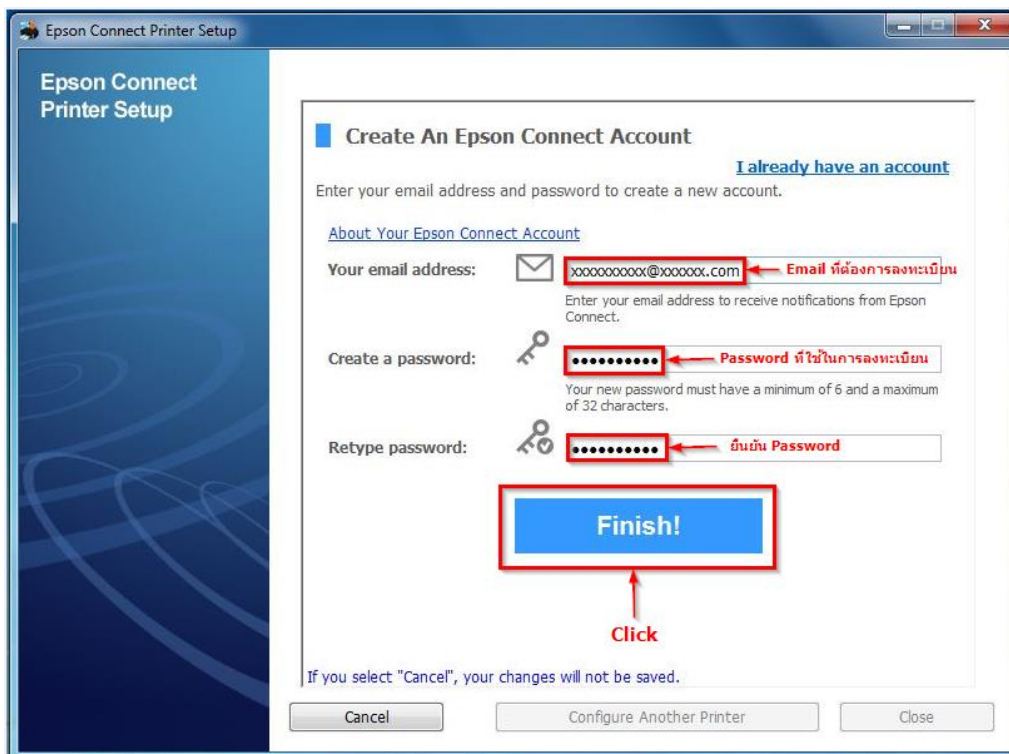 Epson Connect Printer Setup
Epson Connect
Printer Setup
Create An Epson Connect Account
I already have an account
Enter your email address and password to create a new account.
About Your Epson Connect Account
Your email address:
xxxxxxxxxx@xxxxxx.com
Email ที่ต้องการลงทะเบียน
Enter your email address to receive notifications from Epson
Connect.
Create a password:
●●●●●●●●●●
Password ที่ใช้ในการลงทะเบียน
Your new password must have a minimum of 6 and a maximum
of 32 characters.
Retype password:
●●●●●●●●●●
ยืนยัน Password
Finish!
Click
If you select "Cancel", your changes will not be saved.
Cancel
Configure Another Printer
Close